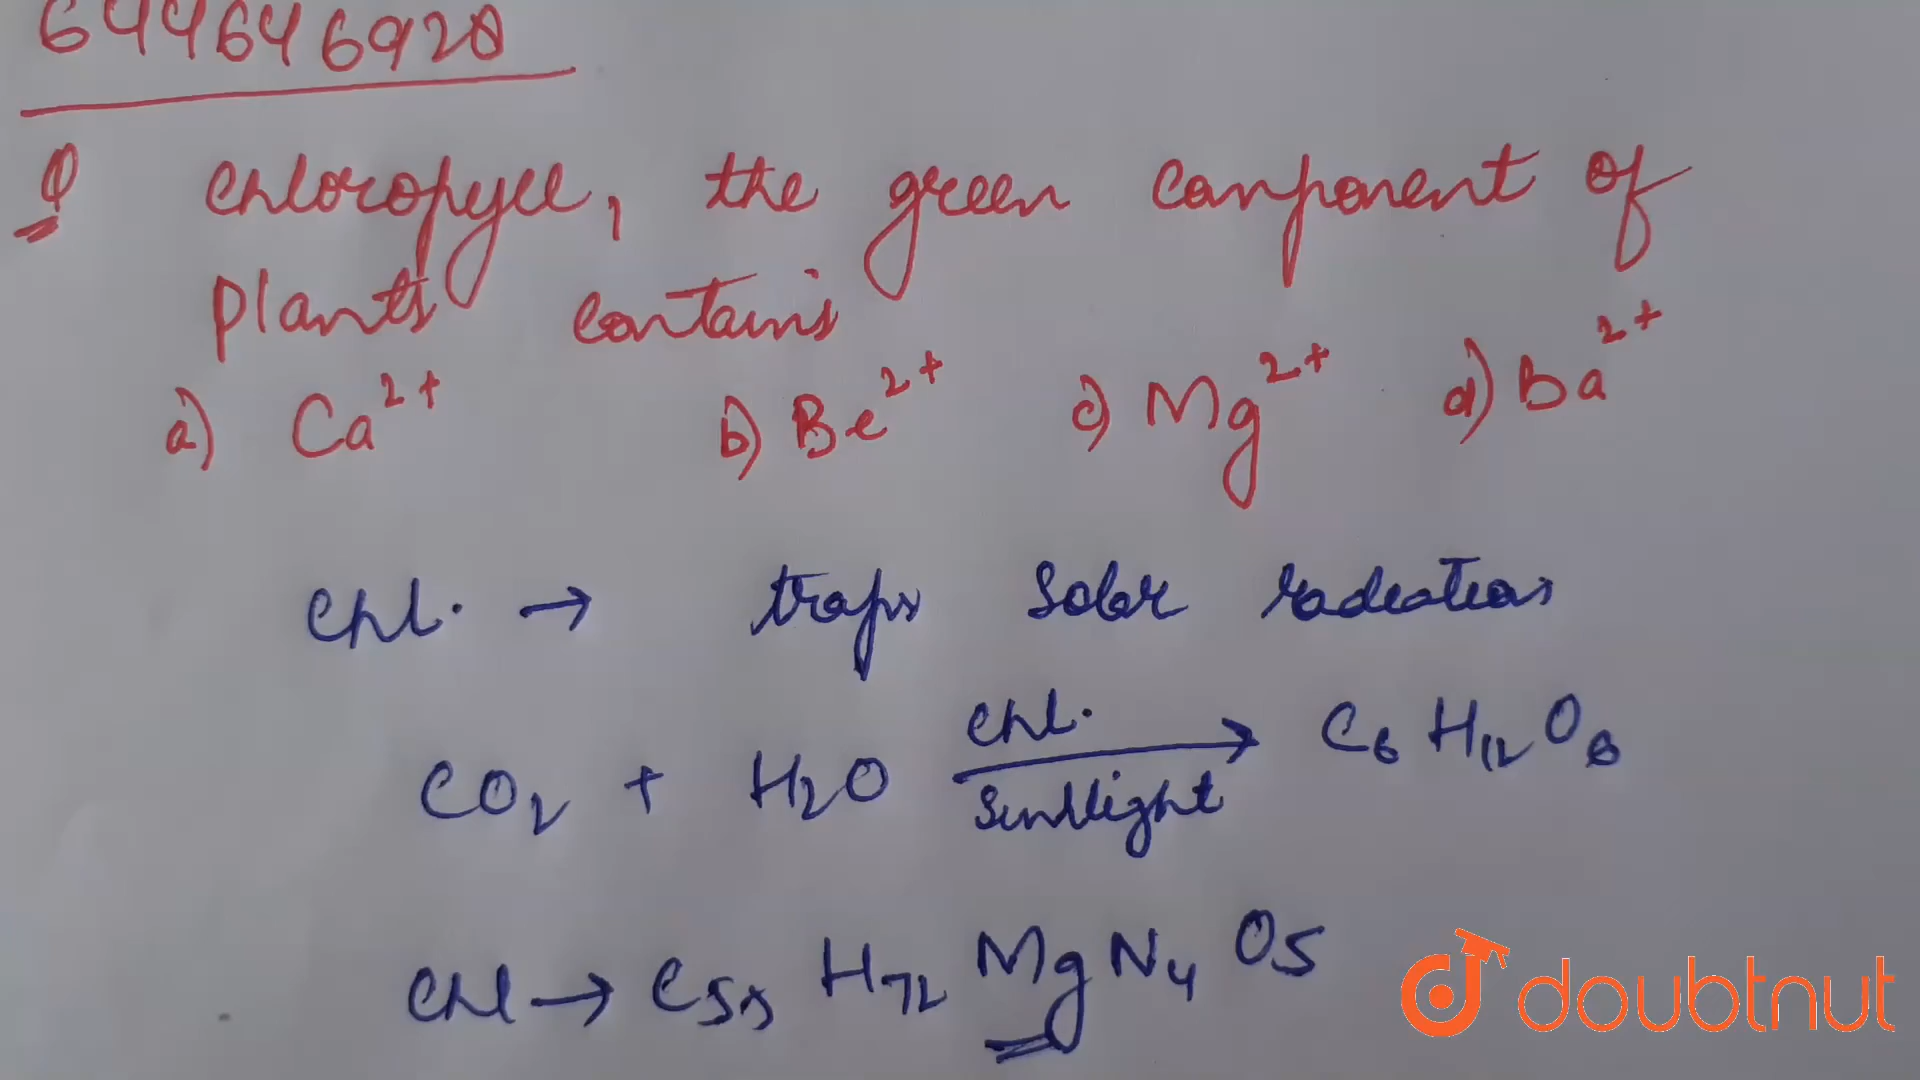 644646920
Q chloropyll, the green component of
plants contains
a) Ca2+ b) Be2+ c) Mg2+ d) Ba2+
Chl. → traps solar radiations
CO2 + H2O chl. Sunlight → C6 H12 O6
Chl → C55 H72 Mg N4 O5
doubtnut